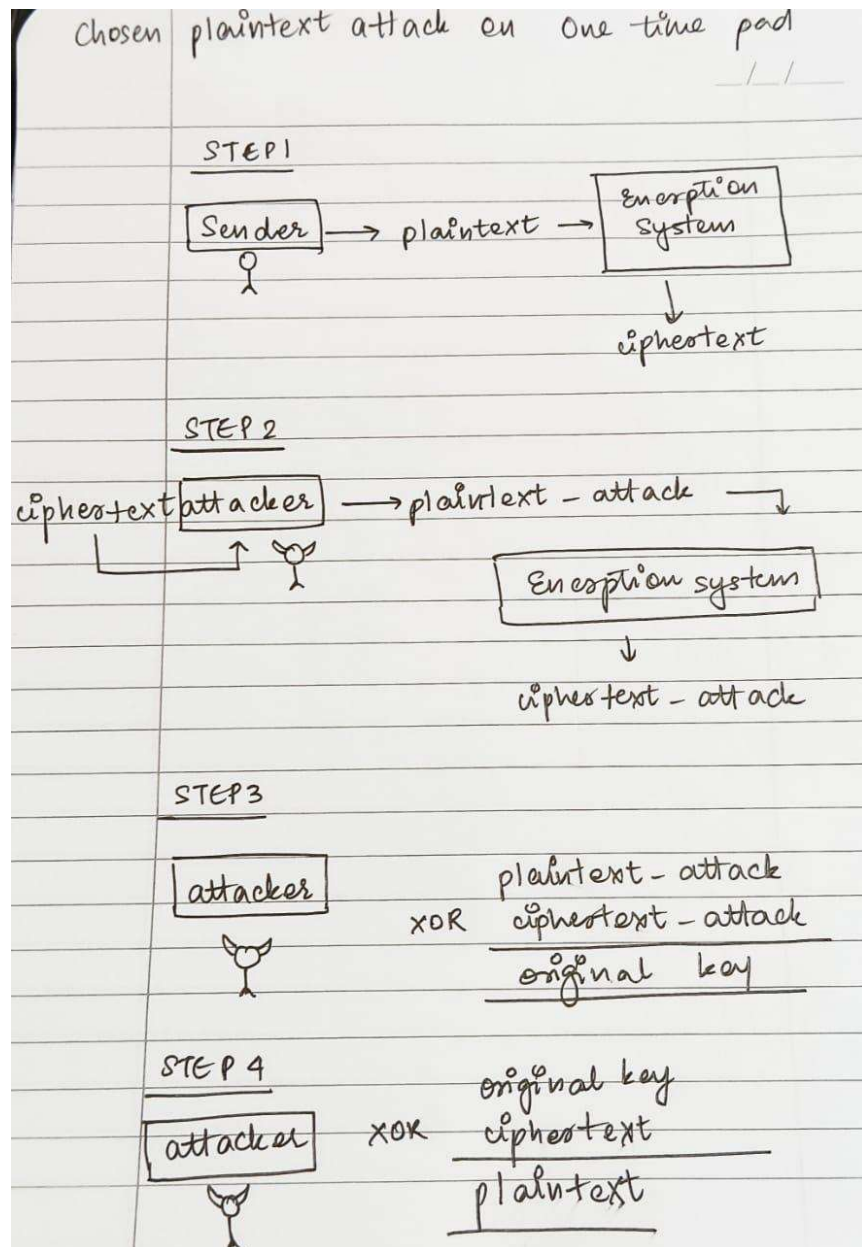 Chosen plaintext attack on One time pad
_/_/_
STEP1
Sender → plaintext → Encrption
system
ciphertext
STEP 2
ciphertext attacker → plaintext - attack
Encrption system
ciphertext - attack
STEP3
plaintext - attack
attacker XOR ciphertext - attack
original key
STEP 4
original key
attacker XOR ciphertext
plaintext